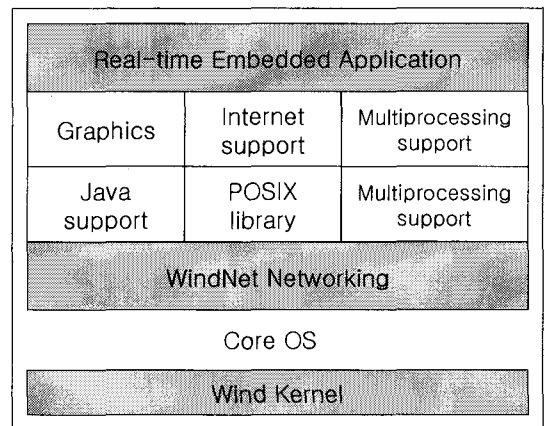 Real-time Embedded Application
Graphics
Internet
support
Multiprocessing
support
Java
support
POSIX
library
Multiprocessing
support
WindNet Networking
Core OS
Wind Kernel